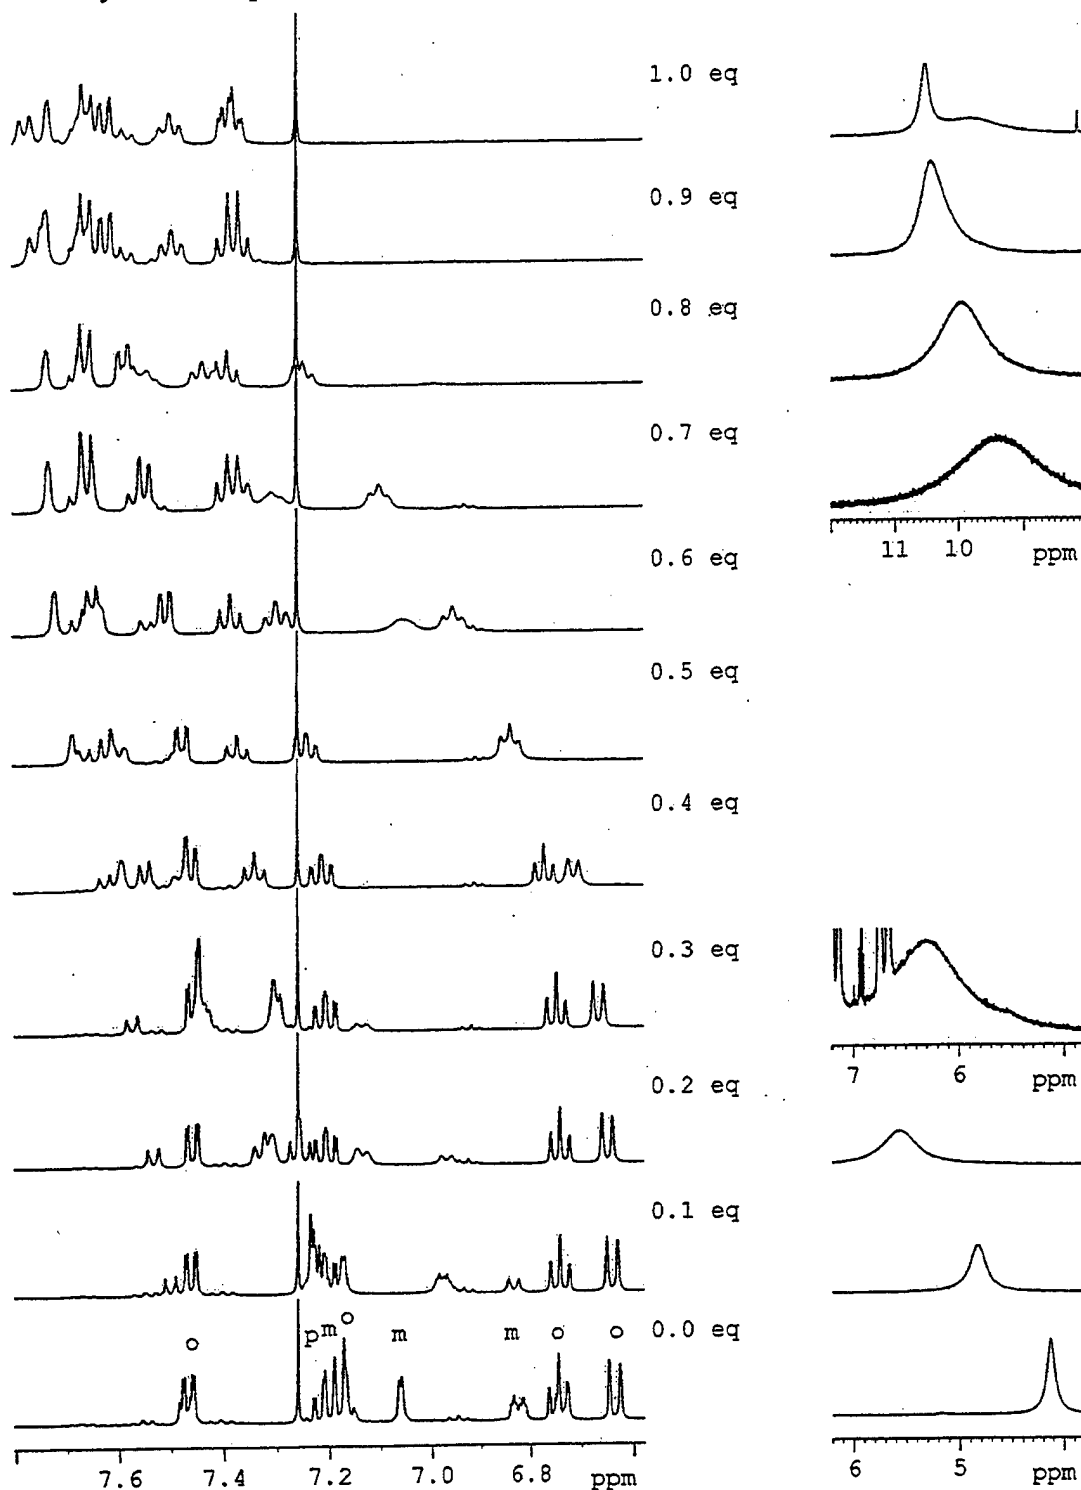 1.0 eq
0.9 eq
0.8 eq
0.7 eq
11 10 ppm
0.6 eq
0.5 eq
0.4 eq
0.3 eq
7 6 ppm
0.2 eq
0.1 eq
0.0 eq
o p m o m m o o
7.6 7.4 7.2 7.0 6.8 ppm
6 5 ppm